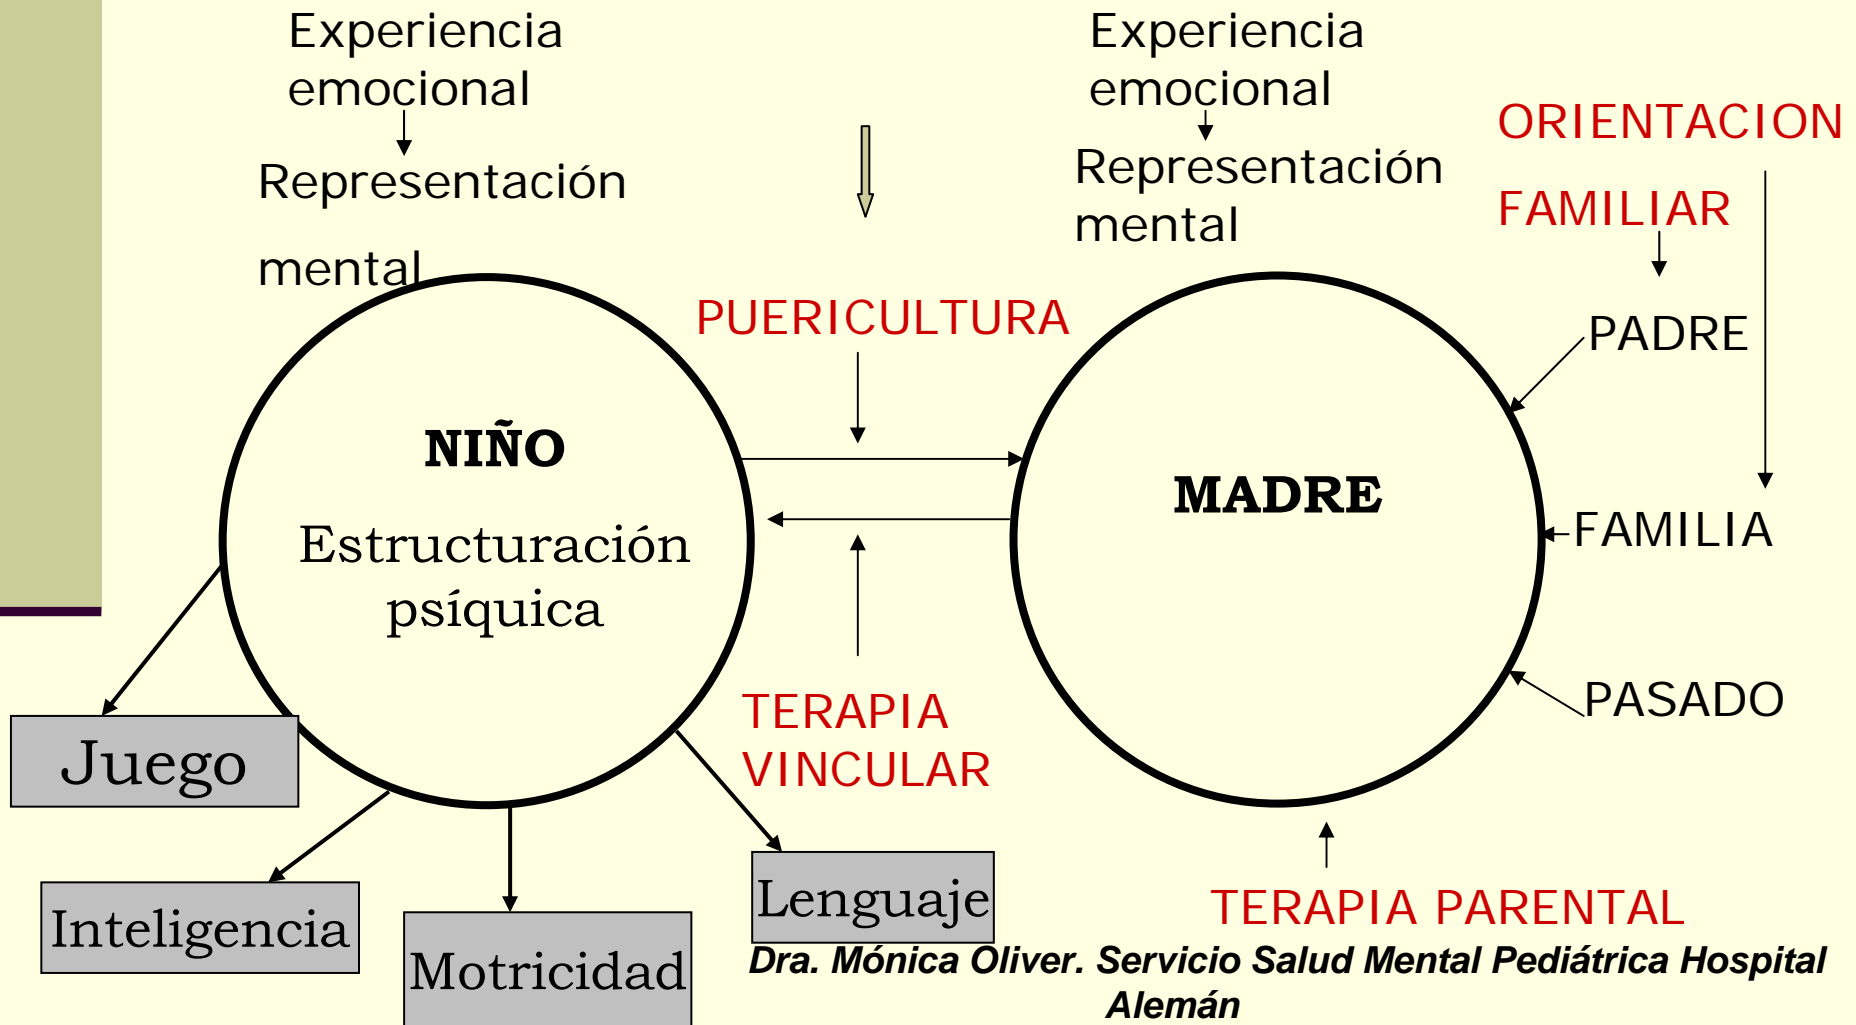 Experiencia
emocional
Representación
mental
Experiencia
emocional
Representación
mental
ORIENTACION
FAMILIAR
PUERICULTURA
PADRE
NIÑO
Estructuración
psíquica
MADRE
FAMILIA
PASADO
TERAPIA
VINCULAR
Juego
Inteligencia
Motricidad
Lenguaje
TERAPIA PARENTAL
Dra. Mónica Oliver. Servicio Salud Mental Pediátrica Hospital
Alemán